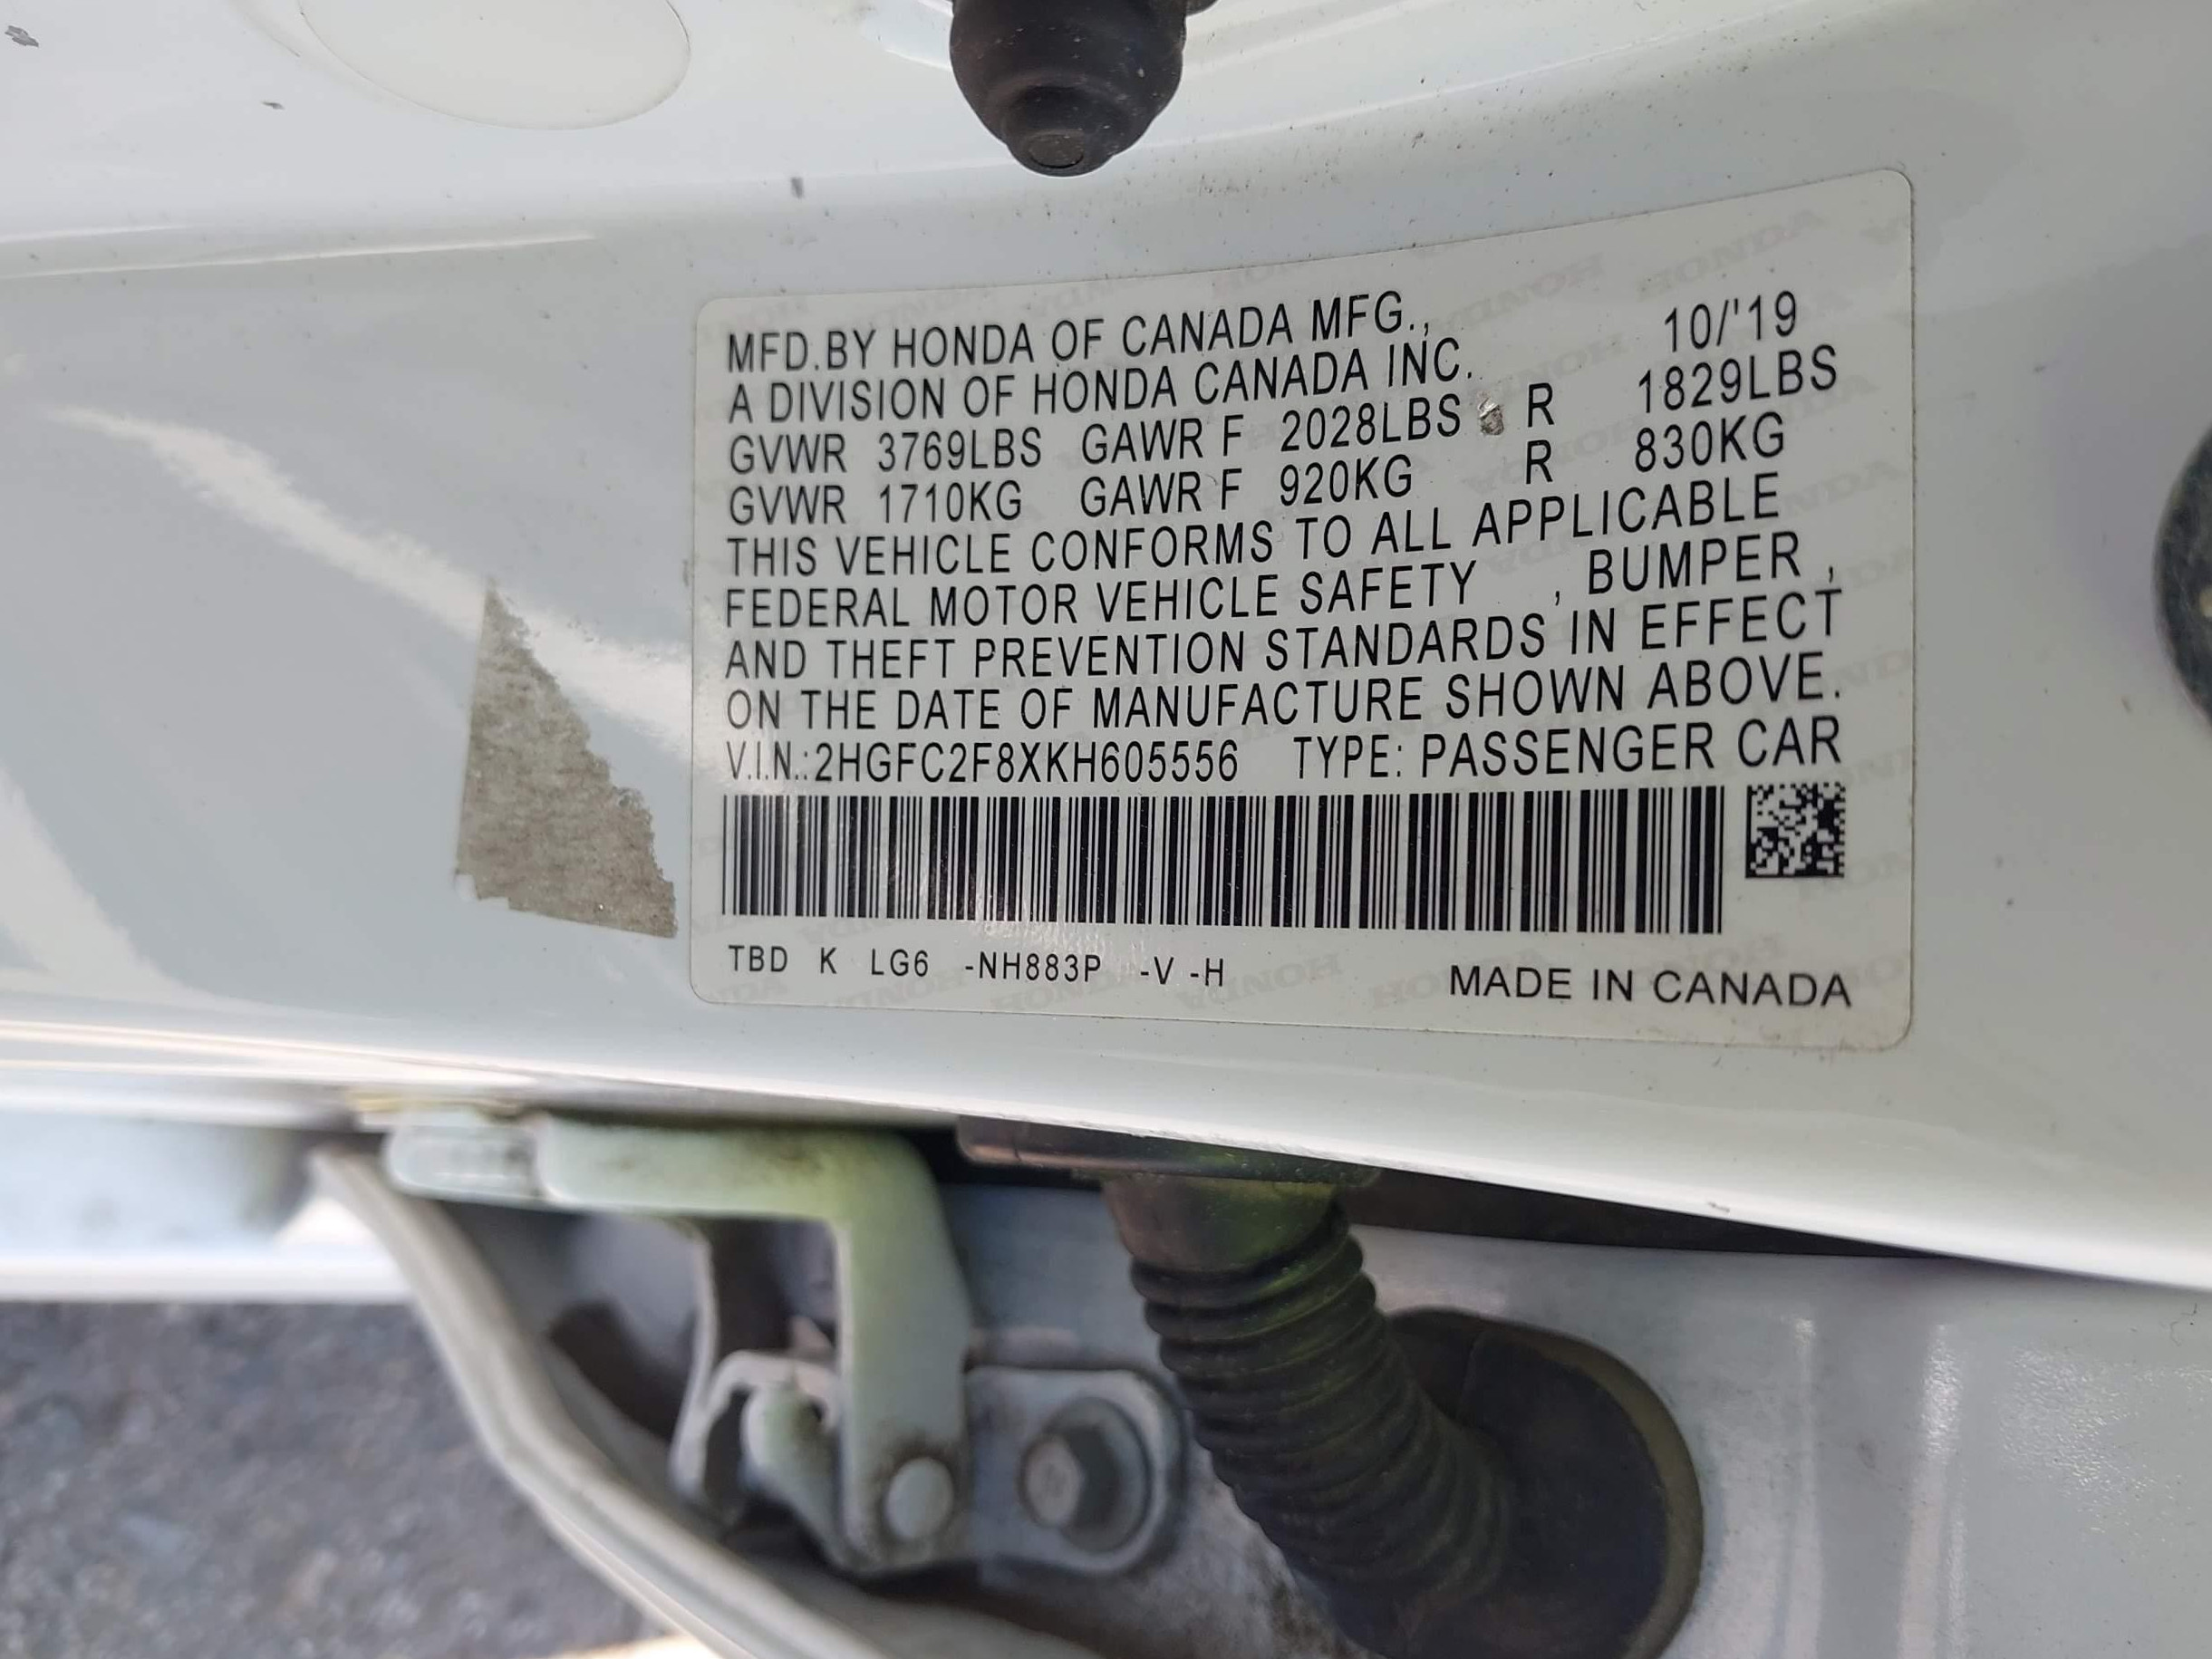 MFD.BY HONDA OF CANADA MFG., 10/'19
A DIVISION OF HONDA CANADA INC.
GVWR 3769LBS GAWR F 2028LBS R 1829LBS
GVWR 1710KG GAWR F 920KG R 830KG
THIS VEHICLE CONFORMS TO ALL APPLICABLE
FEDERAL MOTOR VEHICLE SAFETY , BUMPER ,
AND THEFT PREVENTION STANDARDS IN EFFECT
ON THE DATE OF MANUFACTURE SHOWN ABOVE.
V.I.N.:2HGFC2F8XKH605556 TYPE: PASSENGER CAR
TBD K LG6 -NH883P -V -H MADE IN CANADA